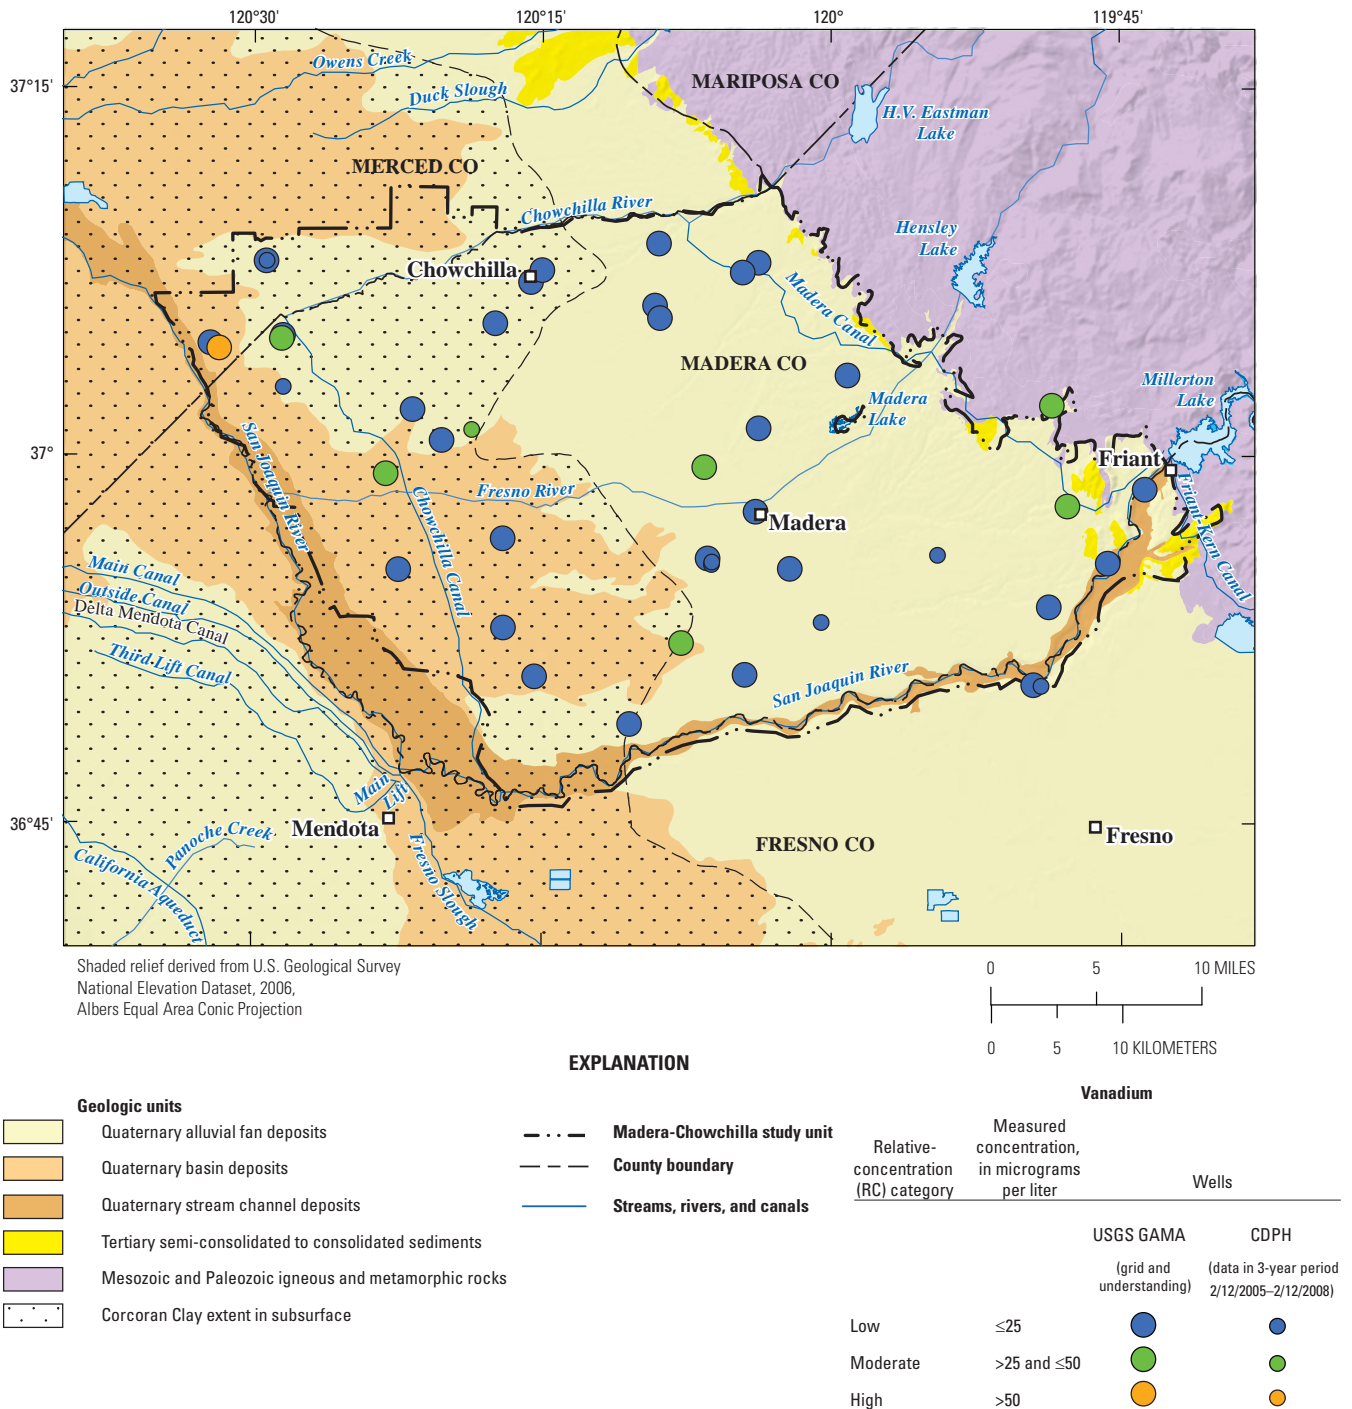 120°30'
120°15'
120°
119°45'
37°15'
37°
36°45'
Owens Creek
Duck Slough
MARIPOSA CO
H.V. Eastman
Lake
MERCED CO
Chowchilla River
Hensley
Lake
Chowchilla
Madera Canal
MADERA CO
Millerton
Lake
Madera
Lake
San Joaquin River
Friant
Fresno River
Chowchilla Canal
Madera
Friant-Kern Canal
Main Canal
Outside Canal
Delta Mendota Canal
Third Lift Canal
San Joaquin River
Main
Lift
Mendota
Panoche Creek
California Aqueduct
Fresno Slough
FRESNO CO
Fresno
Shaded relief derived from U.S. Geological Survey
National Elevation Dataset, 2006,
Albers Equal Area Conic Projection
0 5 10 MILES
0 5 10 KILOMETERS
EXPLANATION
Geologic units
Quaternary alluvial fan deposits
Quaternary basin deposits
Quaternary stream channel deposits
Tertiary semi-consolidated to consolidated sediments
Mesozoic and Paleozoic igneous and metamorphic rocks
Corcoran Clay extent in subsurface
Madera-Chowchilla study unit
County boundary
Streams, rivers, and canals
Vanadium
Relative-
concentration
(RC) category
Measured
concentration,
in micrograms
per liter
Wells
USGS GAMA
(grid and
understanding)
CDPH
(data in 3-year period
2/12/2005–2/12/2008)
Low ≤25
Moderate >25 and ≤50
High >50